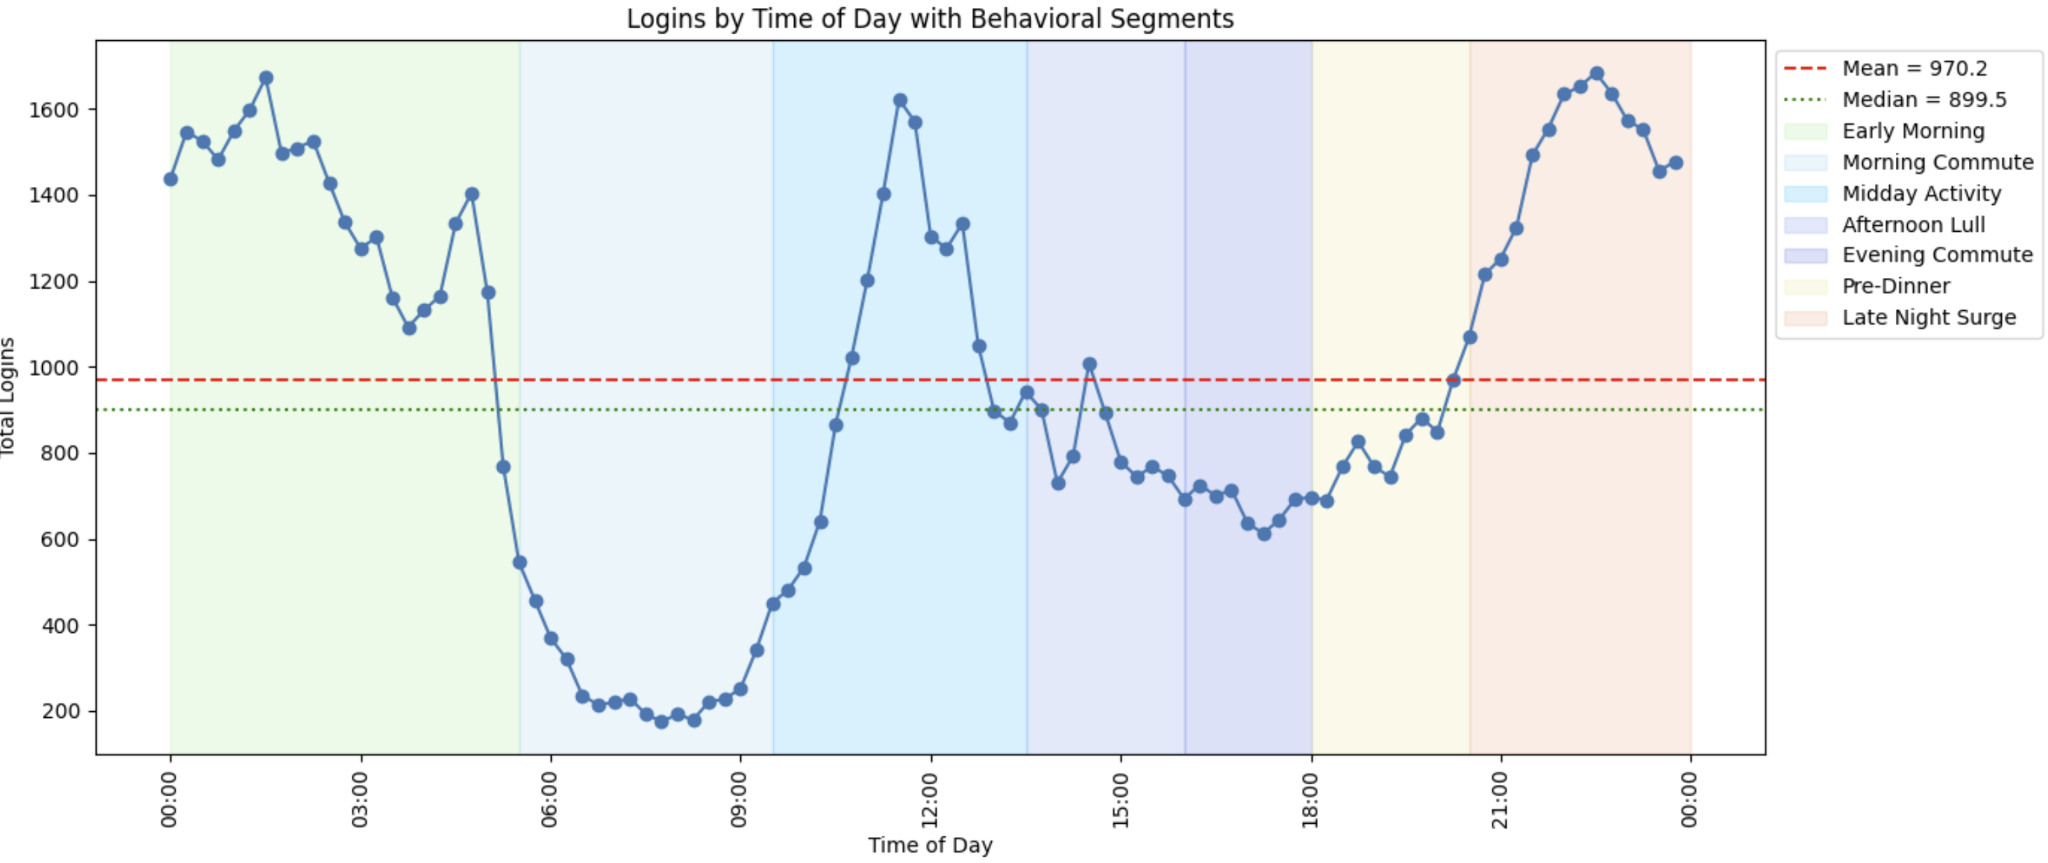 Logins by Time of Day with Behavioral Segments
1600
1400
1200
1000
800
600
400
200
Total Logins
00:00
03:00
06:00
09:00
12:00
15:00
18:00
21:00
00:00
Time of Day
Mean = 970.2
Median = 899.5
Early Morning
Morning Commute
Midday Activity
Afternoon Lull
Evening Commute
Pre-Dinner
Late Night Surge